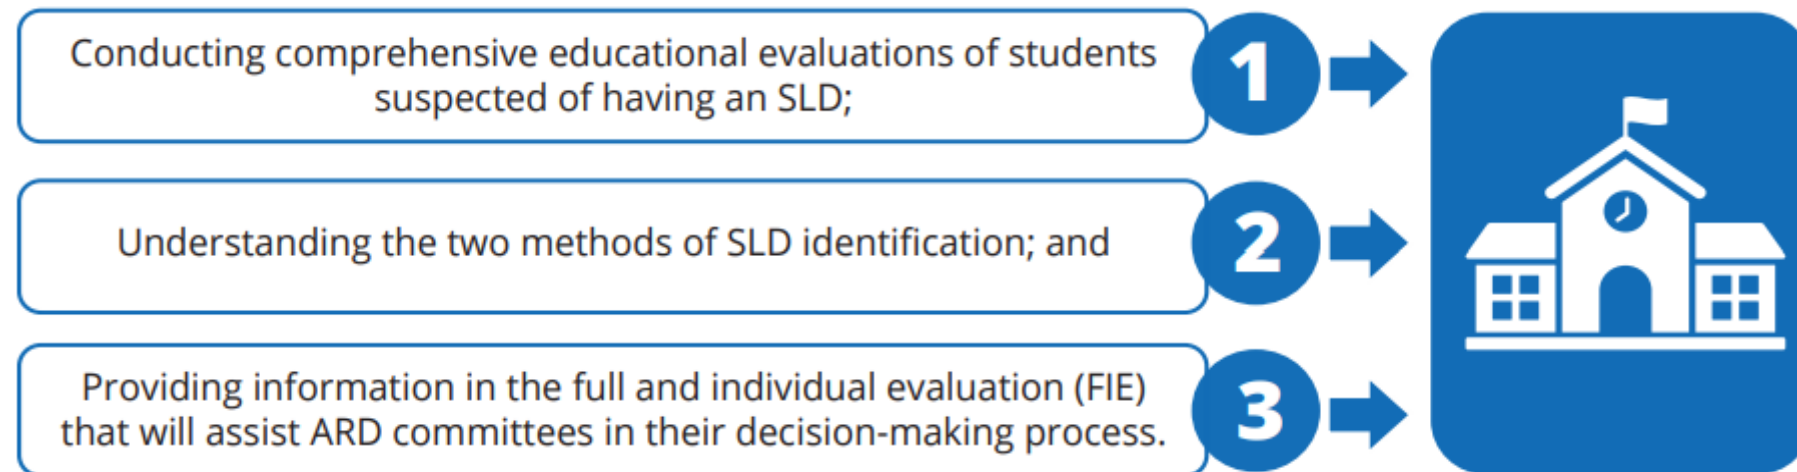 Conducting comprehensive educational evaluations of students
suspected of having an SLD;
1
Understanding the two methods of SLD identification; and
2
Providing information in the full and individual evaluation (FIE)
that will assist ARD committees in their decision-making process.
3